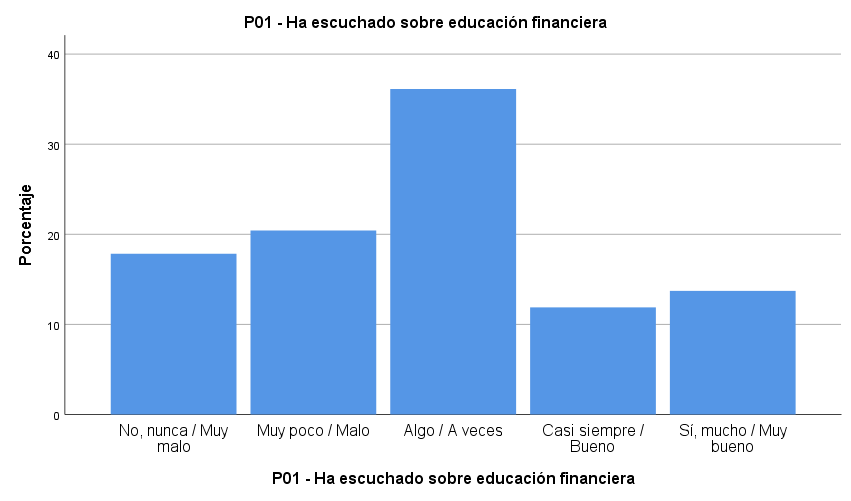 P01 - Ha escuchado sobre educación financiera
40
30
20
10
0
Porcentaje
No, nunca / Muy
malo
Muy poco / Malo
Algo / A veces
Casi siempre /
Bueno
Sí, mucho / Muy
bueno
P01 - Ha escuchado sobre educación financiera